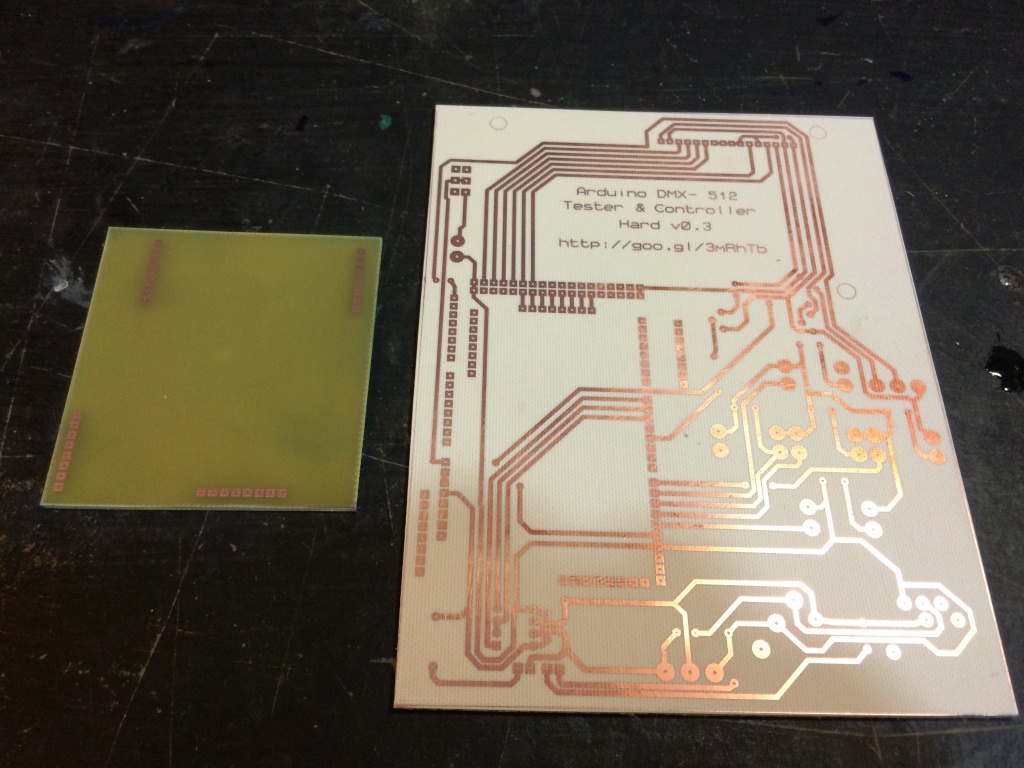 Arduino DMX- 512
Tester & Controller
Hard v0.3
http://goo.gl/3mRhTb